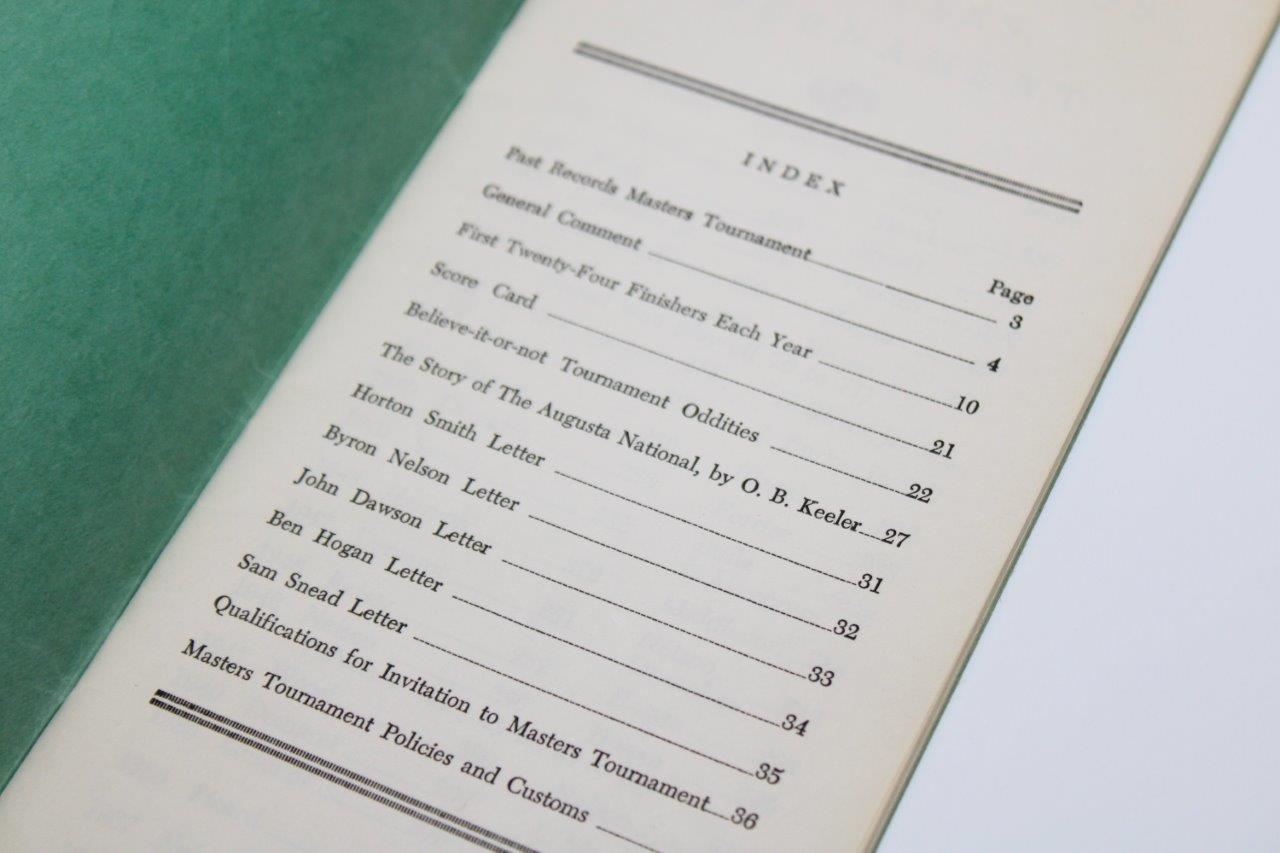 INDEX
Page
Past Records Masters Tournament 3
General Comment 4
First Twenty-Four Finishers Each Year 10
Score Card 21
Believe-it-or-not Tournament Oddities 22
The Story of The Augusta National, by O. B. Keeler 27
Horton Smith Letter 31
Byron Nelson Letter 32
John Dawson Letter 33
Ben Hogan Letter 34
Sam Snead Letter 35
Qualifications for Invitation to Masters Tournament 36
Masters Tournament Policies and Customs